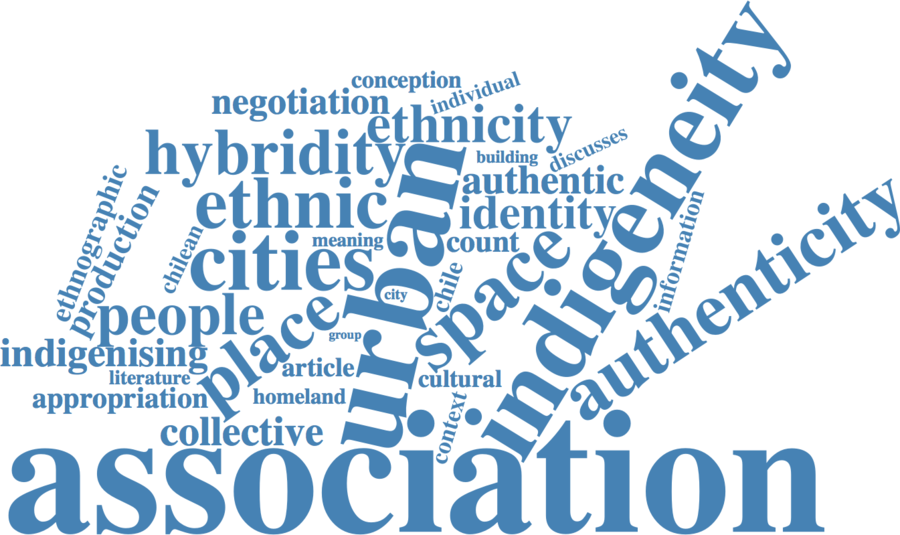 conception
individual
negotiation
ethnicity
hybridity
building
discusses
authentic
ethnic
identity
urban
indigeneity
ethnographic
production
chilean
meaning
count
cities
space
information
authenticity
city
chile
people
place
group
indigenising
article
literature
cultural
appropriation
homeland
context
collective
association